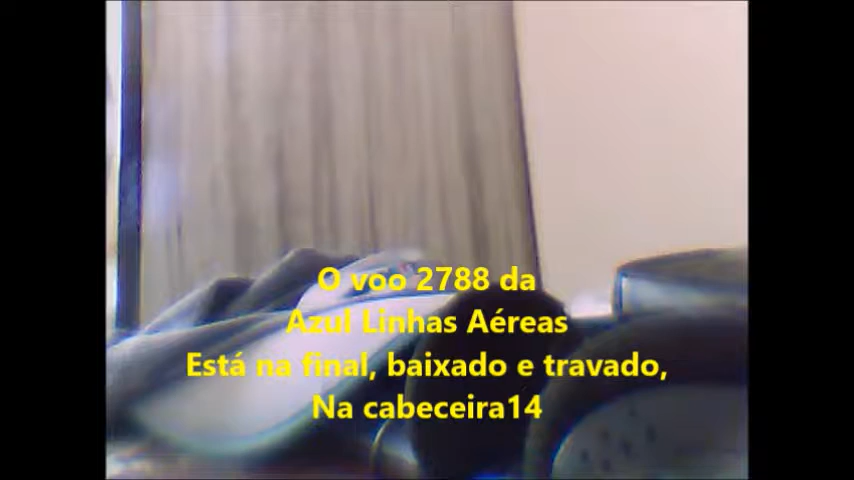 O voo 2788 da
Azul Linhas Aéreas
Está na final, baixado e travado,
Na cabeceira14